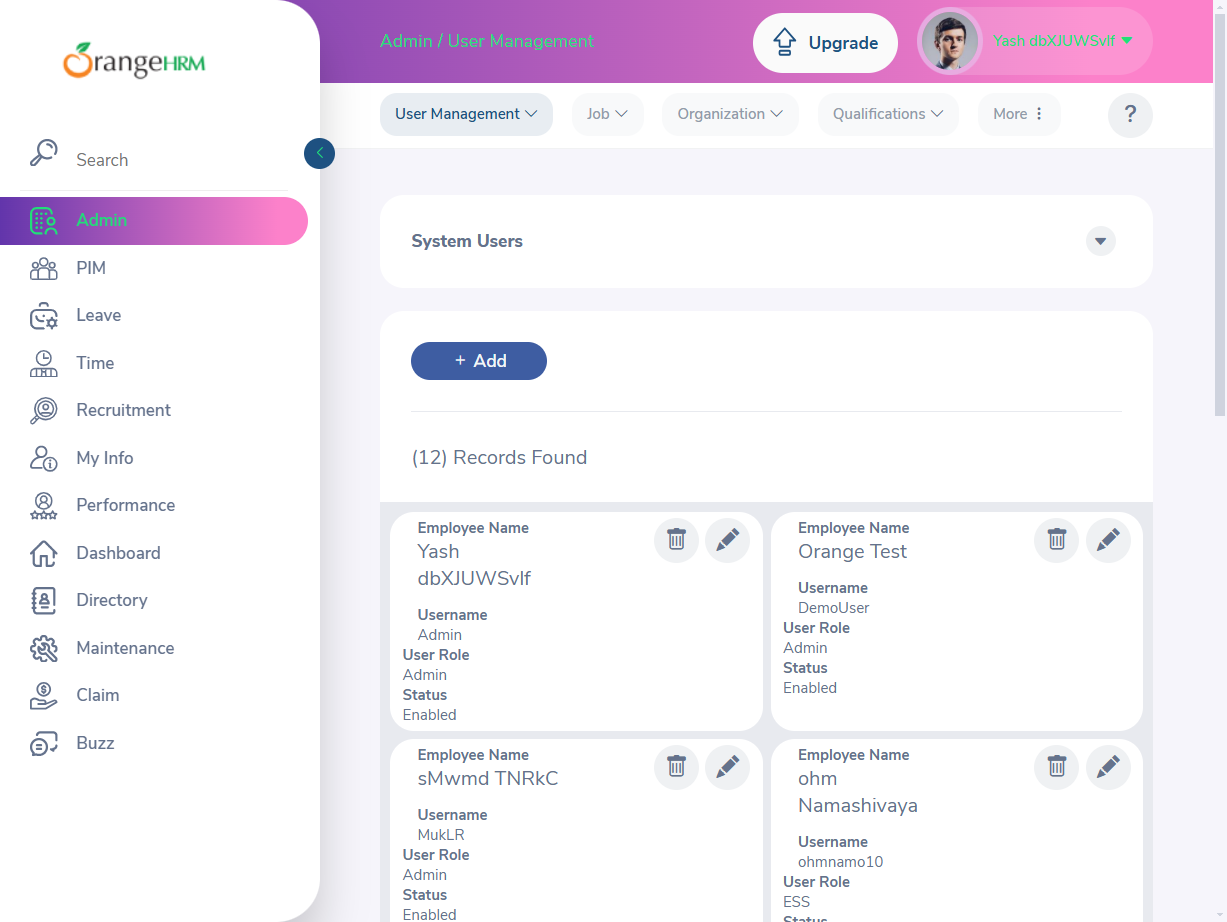 OrangeHRM
Search
Admin
PIM
Leave
Time
Recruitment
My Info
Performance
Dashboard
Directory
Maintenance
Claim
Buzz
Admin / User Management
Upgrade
Yash dbXJUWSvlf
User Management
Job
Organization
Qualifications
More
?
System Users
+ Add
(12) Records Found
Employee Name
Yash
dbXJUWSvlf
Username
Admin
User Role
Admin
Status
Enabled
Employee Name
Orange Test
Username
DemoUser
User Role
Admin
Status
Enabled
Employee Name
sMwmd TNRkC
Username
MukLR
User Role
Admin
Status
Enabled
Employee Name
ohm
Namashivaya
Username
ohmnamo10
User Role
ESS
Status